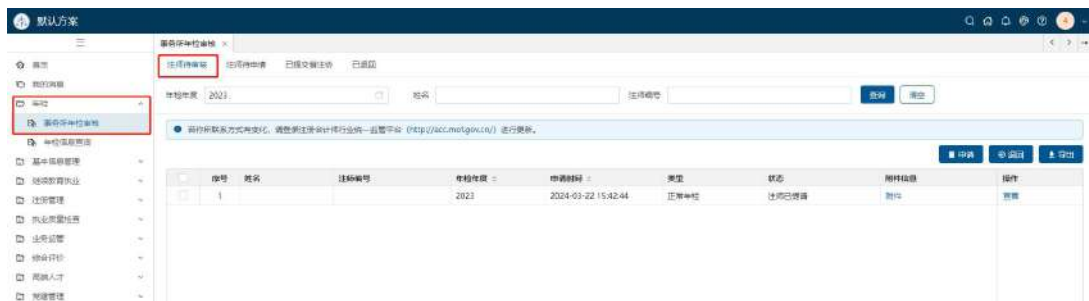 默认方案
事务所年检审核 ×
首页
我的消息
年检
事务所年检审核
年检信息查询
基本信息管理
继续教育执业
注册管理
执业质量检查
业务监管
综合评价
高端人才
党建管理
注师待审端
注师待申请
已提交省注协
已退回
年检年度 2023 姓名 注师编号 查询 清空
若你所联系方式有变化，请登录注册会计师行业统一监管平台 (http://acc.mof.gov.cn/) 进行更新。
申请 退回 导出
序号 姓名 注师编号 年检年度 申请时间 类型 状态 附件信息 操作
1 2023 2024-03-22 15:42:44 正常年检 注师已提请 附件 查看